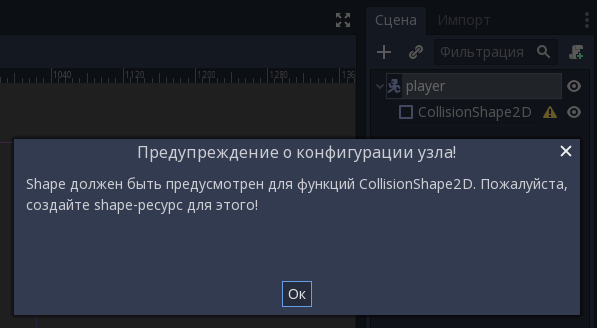 Сцена
Импорт
Фильтрация
1040
1120
1200
1280
136
player
CollisionShape2D
Предупреждение о конфигурации узла!
Shape должен быть предусмотрен для функций CollisionShape2D. Пожалуйста,
создайте shape-ресурс для этого!
Ок